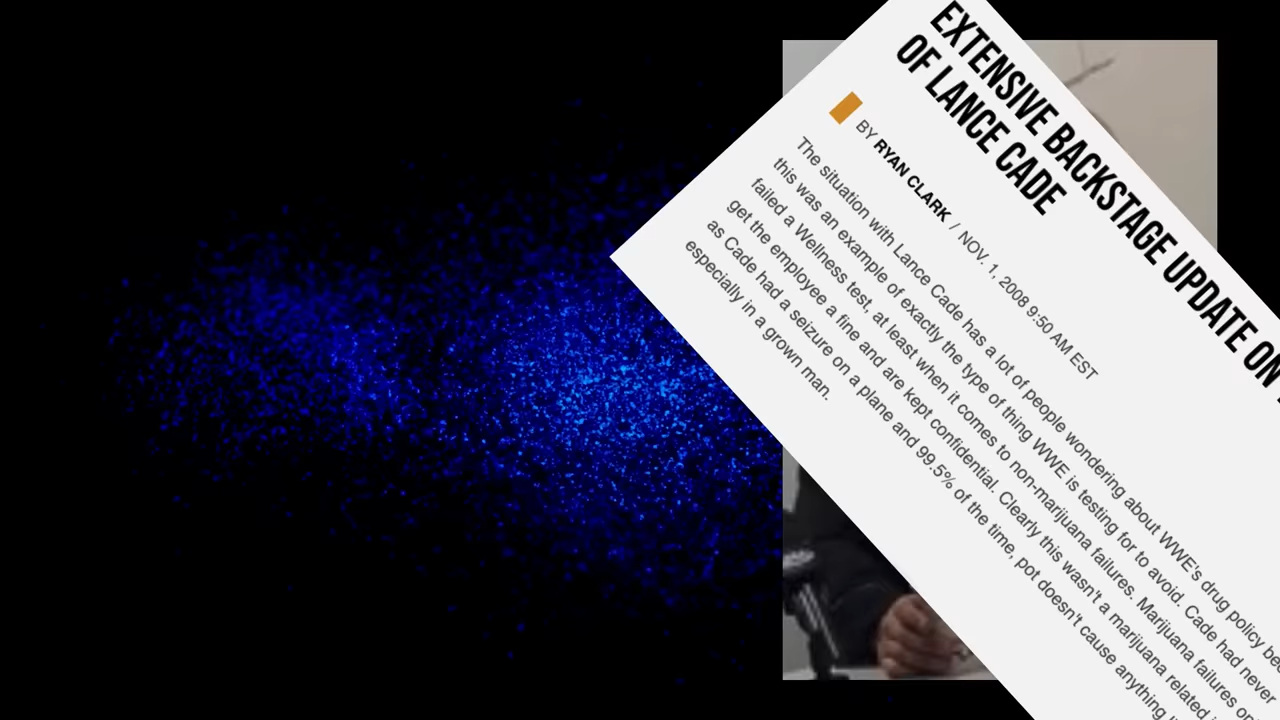 EXTENSIVE BACKSTAGE UPDATE ON
OF LANCE CADE
BY RYAN CLARK / NOV. 1, 2008 9:50 AM EST
The situation with Lance Cade has a lot of people wondering about WWE's drug policy
this was an example of exactly the type of thing WWE is testing for to avoid. Cade had never
failed a Wellness test, at least when it comes to non-marijuana failures. Marijuana failures
get the employee a fine and are kept confidential. Clearly this wasn't a marijuana related
as Cade had a seizure on a plane and 99.5% of the time, pot doesn't cause anything
especially in a grown man.